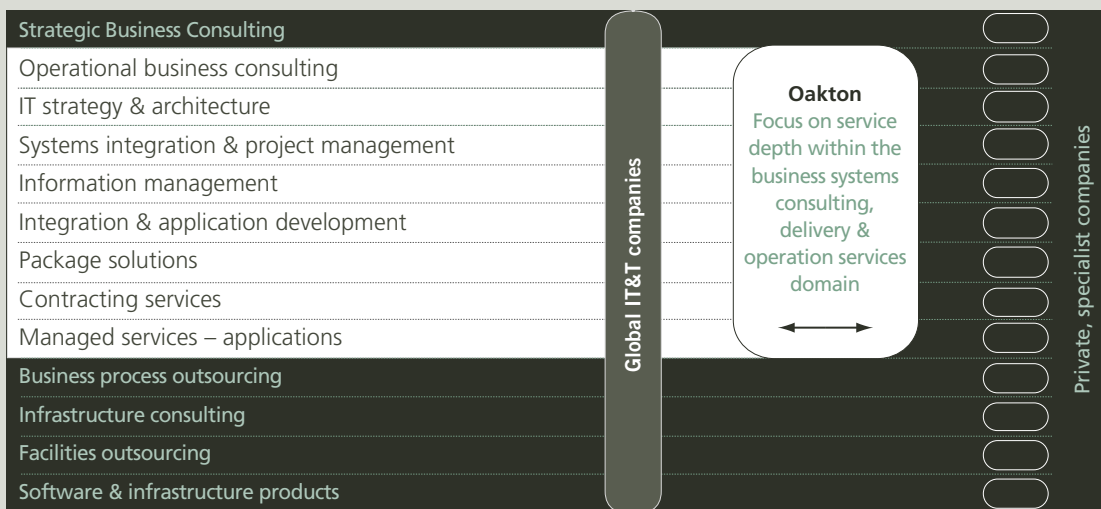 Strategic Business Consulting
Operational business consulting
IT strategy & architecture
Systems integration & project management
Information management
Integration & application development
Package solutions
Contracting services
Managed services – applications
Business process outsourcing
Infrastructure consulting
Facilities outsourcing
Software & infrastructure products
Global IT&T companies
Oakton
Focus on service
depth within the
business systems
consulting,
delivery &
operation services
domain
Private, specialist companies